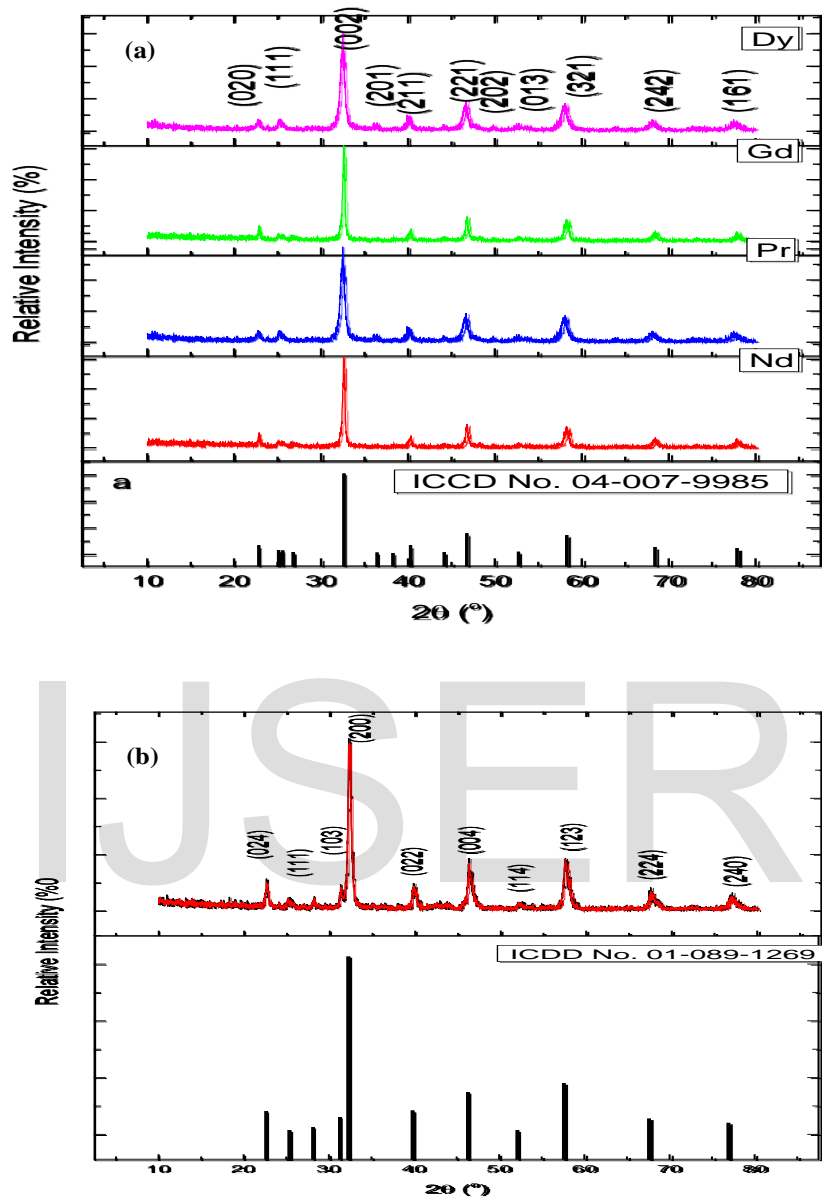 (a)
Dy
(020) (111) (002) (201) (211) (221) (202) (013) (321) (242) (161)
Gd
Pr
Nd
Relative Intensity (%)
a
ICCD No. 04-007-9985
10 20 30 40 50 60 70 80
2θ (°)
IJSER
(b)
(024) (111) (103) (200) (022) (004) (114) (123) (224) (240)
Relative Intensity (%0
ICDD No. 01-089-1269
10 20 30 40 50 60 70 80
2θ (°)